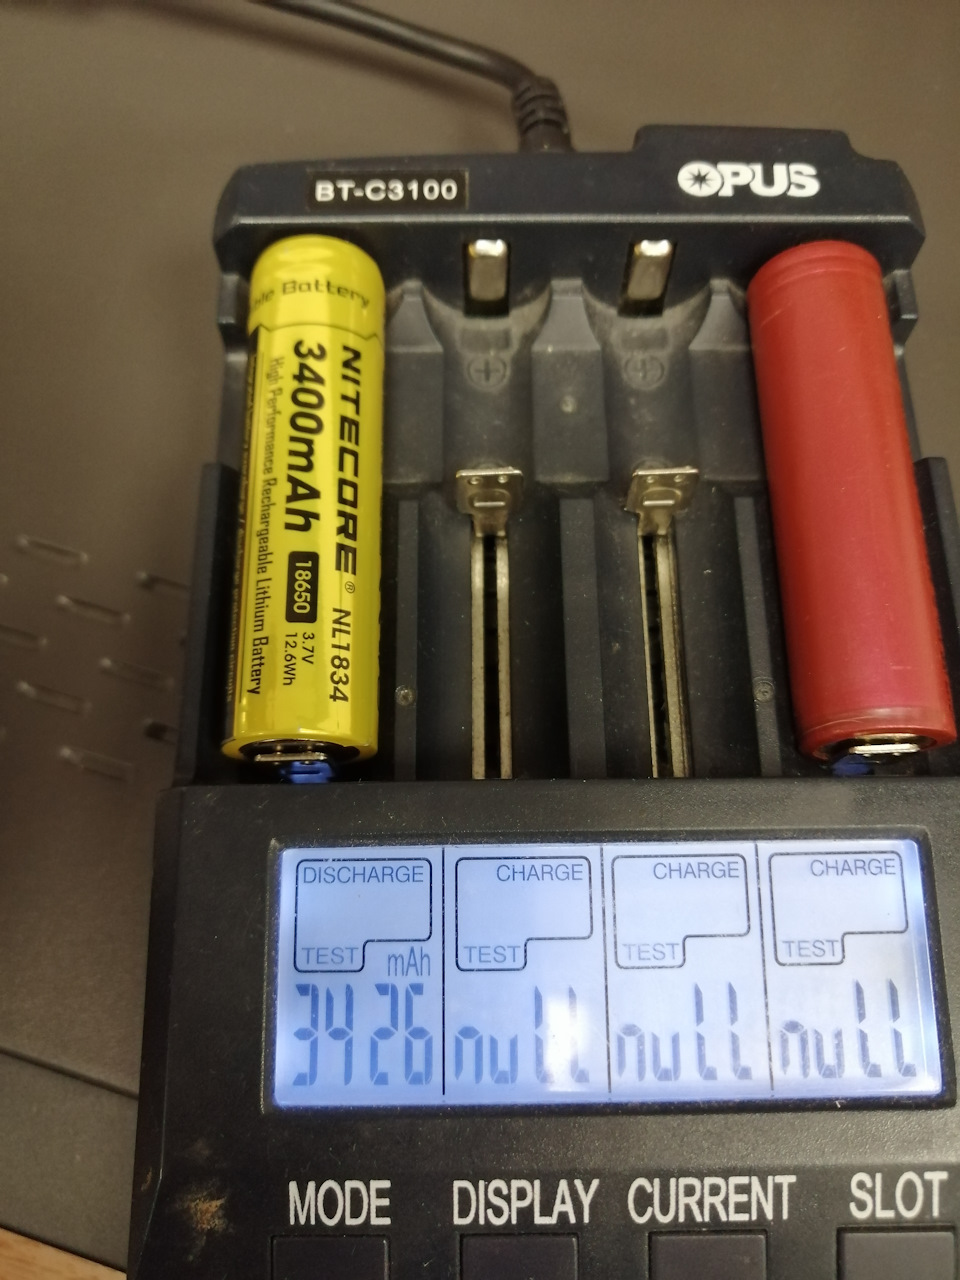 BT-C3100
OPUS
Battery
NITECORE® NL1834
3400mAh 18650 3.7V
12.6Wh
High Performance Rechargeable Lithium Battery
DISCHARGE
TEST
mAh
3426
CHARGE
TEST
null
CHARGE
TEST
null
CHARGE
TEST
null
MODE
DISPLAY
CURRENT
SLOT